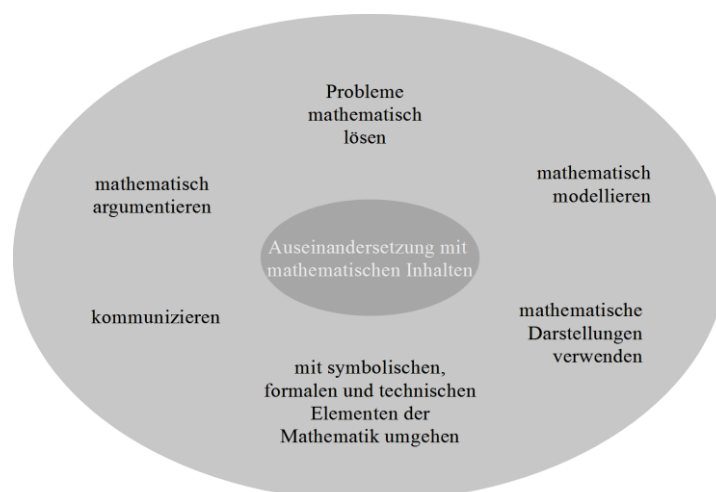 Probleme
mathematisch
lösen
mathematisch
argumentieren
mathematisch
modellieren
Auseinandersetzung mit
mathematischen Inhalten
kommunizieren
mathematische
Darstellungen
verwenden
mit symbolischen,
formalen und technischen
Elementen der
Mathematik umgehen